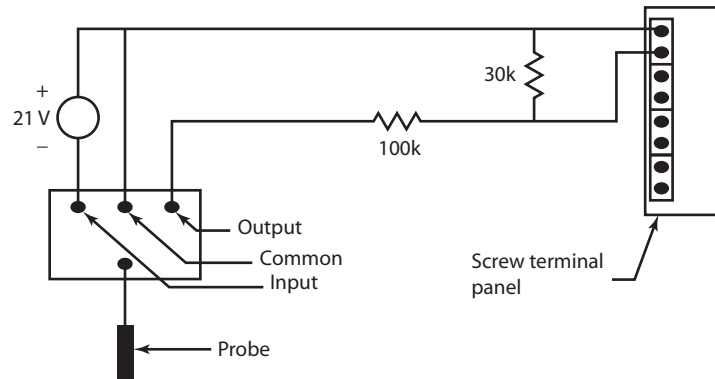 30k
+
21 V
−
100k
Output
Common
Input
Screw terminal
panel
Probe